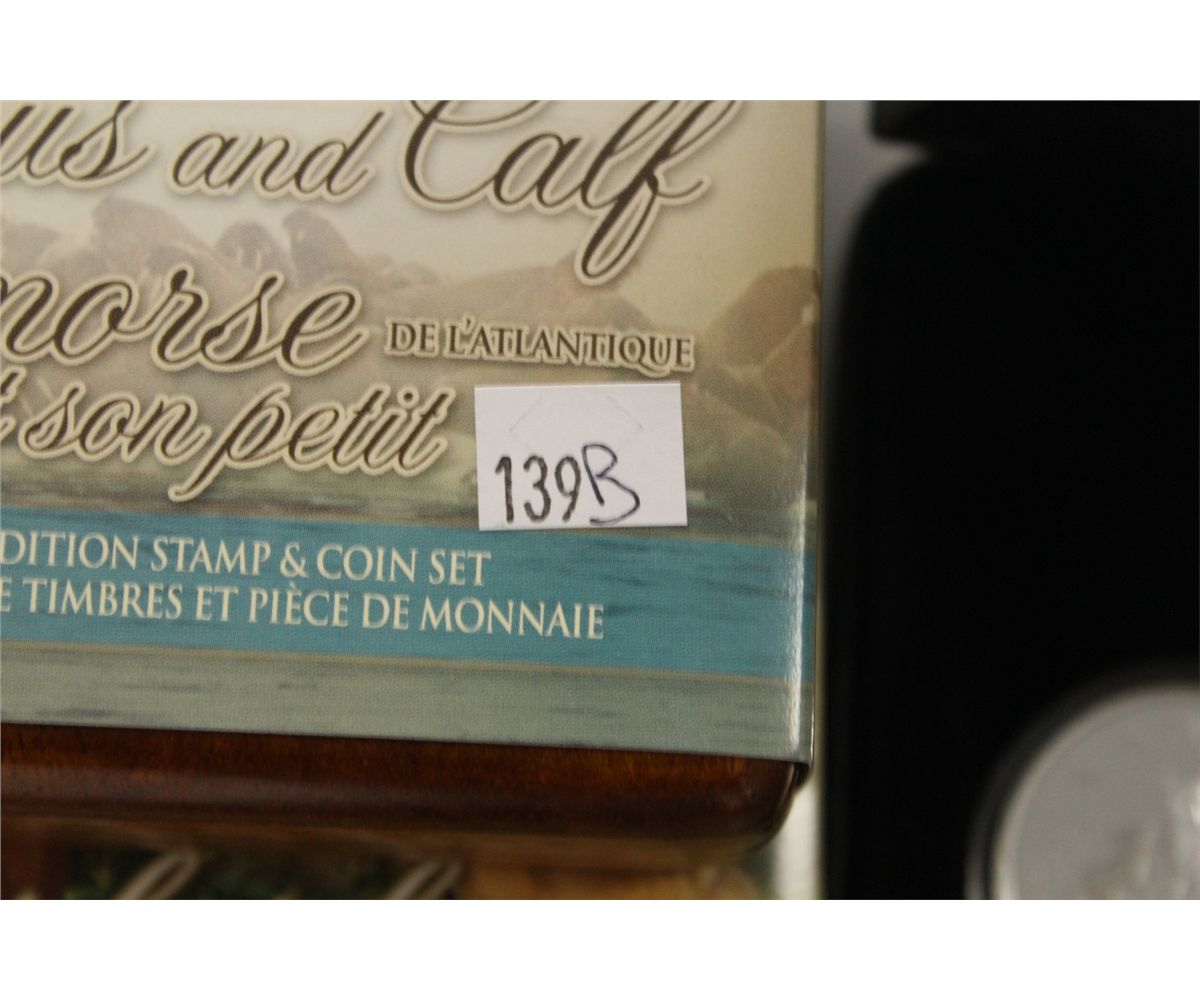 and Calf
morse DE L'ATLANTIQUE
son petit
139B
DITION STAMP & COIN SET
E TIMBRES ET PIÈCE DE MONNAIE